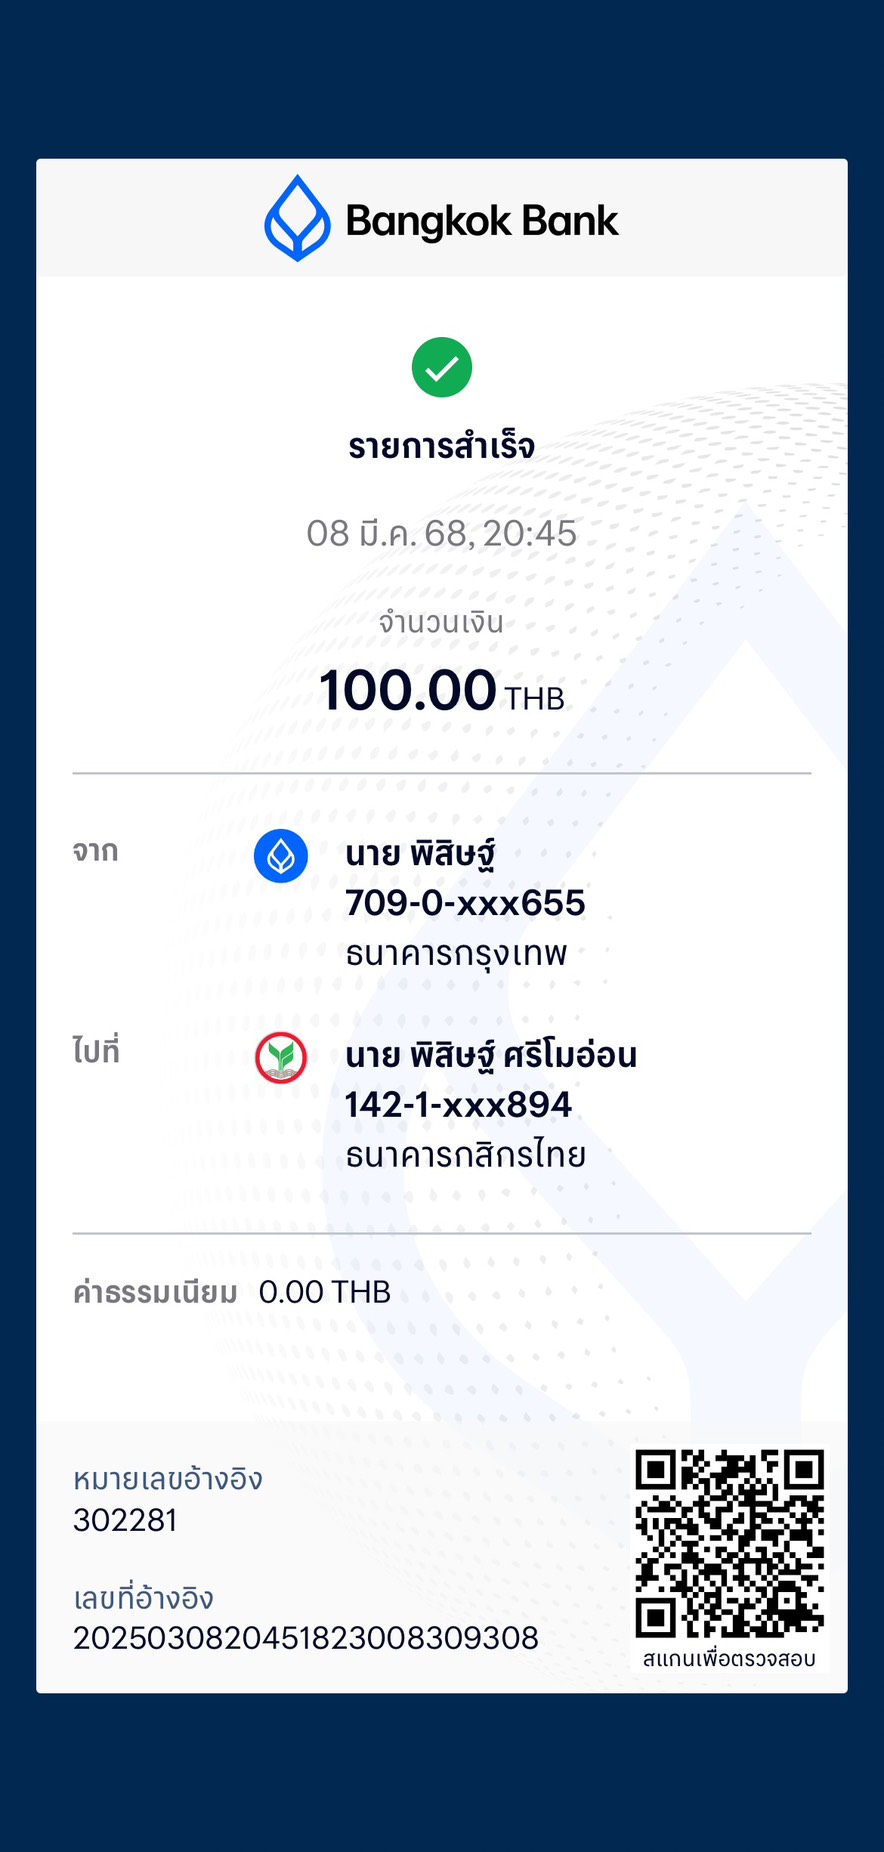 Bangkok Bank
รายการสำเร็จ
08 มี.ค. 68, 20:45
จำนวนเงิน
100.00 THB
จาก
นาย พิสิษฐ์
709-0-xxx655
ธนาคารกรุงเทพ
ไปที่
นาย พิสิษฐ์ ศรีโมอ่อน
142-1-xxx894
ธนาคารกสิกรไทย
ค่าธรรมเนียม 0.00 THB
หมายเลขอ้างอิง
302281
เลขที่อ้างอิง
2025030820451823008309308
สแกนเพื่อตรวจสอบ